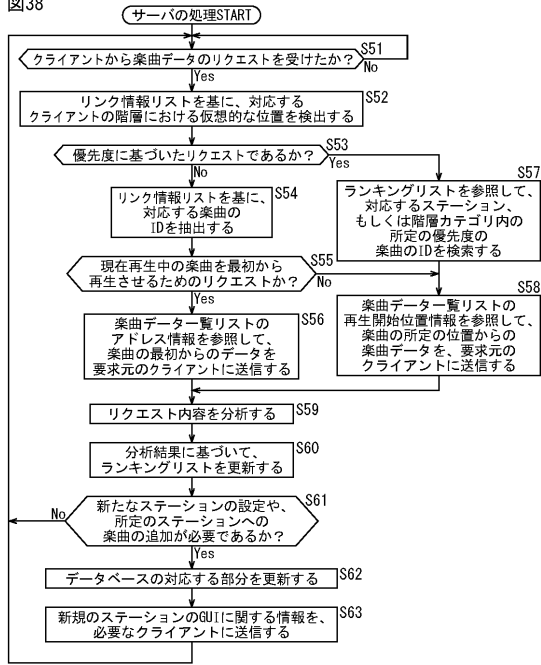 図38
サーバの処理START
クライアントから楽曲データのリクエストを受けたか？
S51
No
Yes
リンク情報リストを基に、対応する
クライアントの階層における仮想的な位置を検出する
S52
優先度に基づいたリクエストであるか？
S53
Yes
No
リンク情報リストを基に、
対応する楽曲の
IDを抽出する
S54
ランキングリストを参照して、
対応するステーション、
もしくは階層カテゴリ内の
所定の優先度の
楽曲のIDを検索する
S57
現在再生中の楽曲を最初から
再生させるためのリクエストか？
S55
No
Yes
楽曲データ一覧リストの
アドレス情報を参照して、
楽曲の最初からのデータを
要求元のクライアントに送信する
S56
楽曲データ一覧リストの
再生開始位置情報を参照して、
楽曲の所定の位置からの
楽曲データを、要求元の
クライアントに送信する
S58
リクエスト内容を分析する
S59
分析結果に基づいて、
ランキングリストを更新する
S60
新たなステーションの設定や、
所定のステーションへの
楽曲の追加が必要であるか？
S61
No
Yes
データベースの対応する部分を更新する
S62
新規のステーションのGUIに関する情報を、
必要なクライアントに送信する
S63